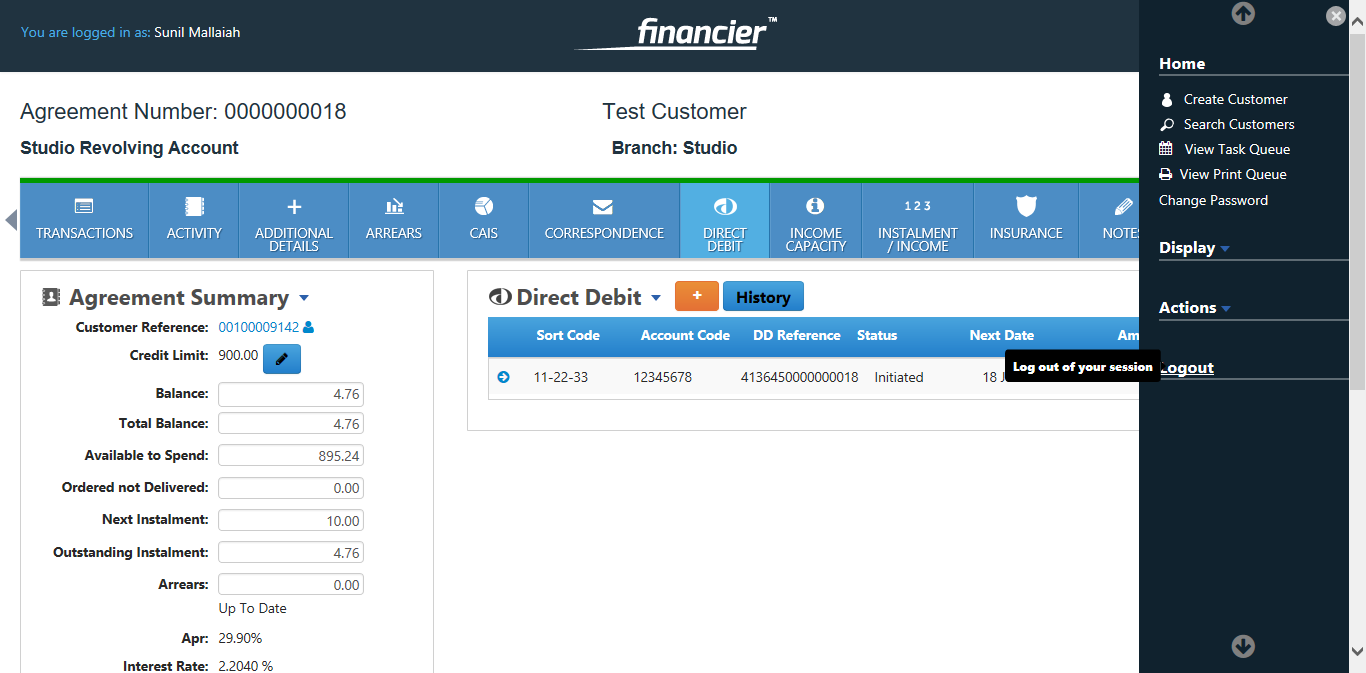 You are logged in as: Sunil Mallaiah
financier™
Agreement Number: 0000000018
Test Customer
Studio Revolving Account
Branch: Studio
TRANSACTIONS
ACTIVITY
ADDITIONAL
DETAILS
ARREARS
CAIS
CORRESPONDENCE
DIRECT
DEBIT
INCOME
CAPACITY
1 2 3
INSTALMENT
/ INCOME
INSURANCE
NOTES
Agreement Summary
Customer Reference: 00100009142
Credit Limit: 900.00
Balance: 4.76
Total Balance: 4.76
Available to Spend: 895.24
Ordered not Delivered: 0.00
Next Instalment: 10.00
Outstanding Instalment: 4.76
Arrears: 0.00
Up To Date
Apr: 29.90%
Interest Rate: 2.2040 %
Direct Debit + History
Sort Code Account Code DD Reference Status Next Date Am
11-22-33 12345678 4136450000000018 Initiated 18 J
Log out of your session
Home
Create Customer
Search Customers
View Task Queue
View Print Queue
Change Password
Display
Actions
Logout